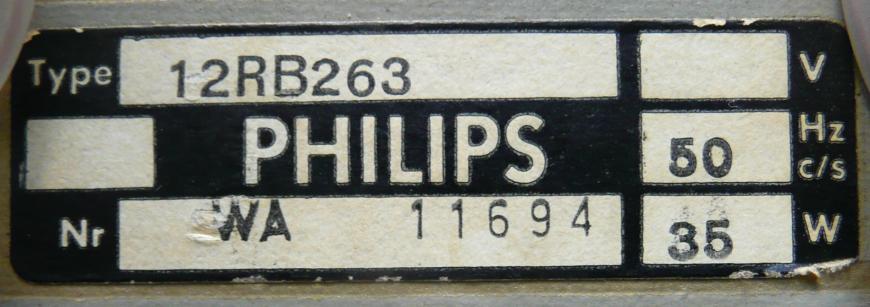 Type 12RB263 V
PHILIPS 50 Hz c/s
Nr WA 11694 35 W